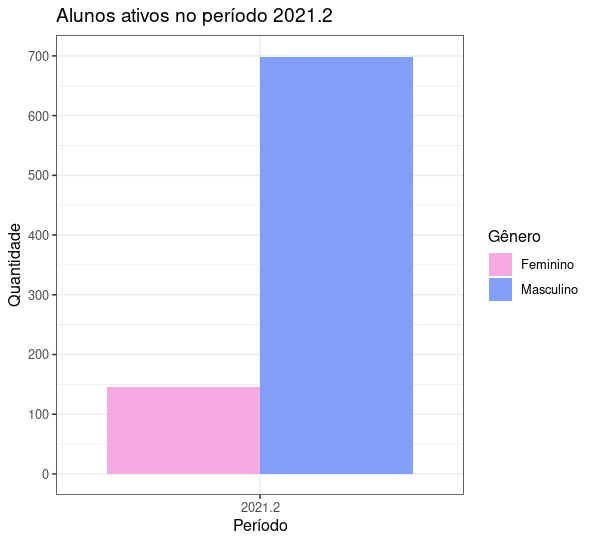 Alunos ativos no período 2021.2
Quantidade
700
600
500
400
300
200
100
0
2021.2
Período
Gênero
Feminino
Masculino